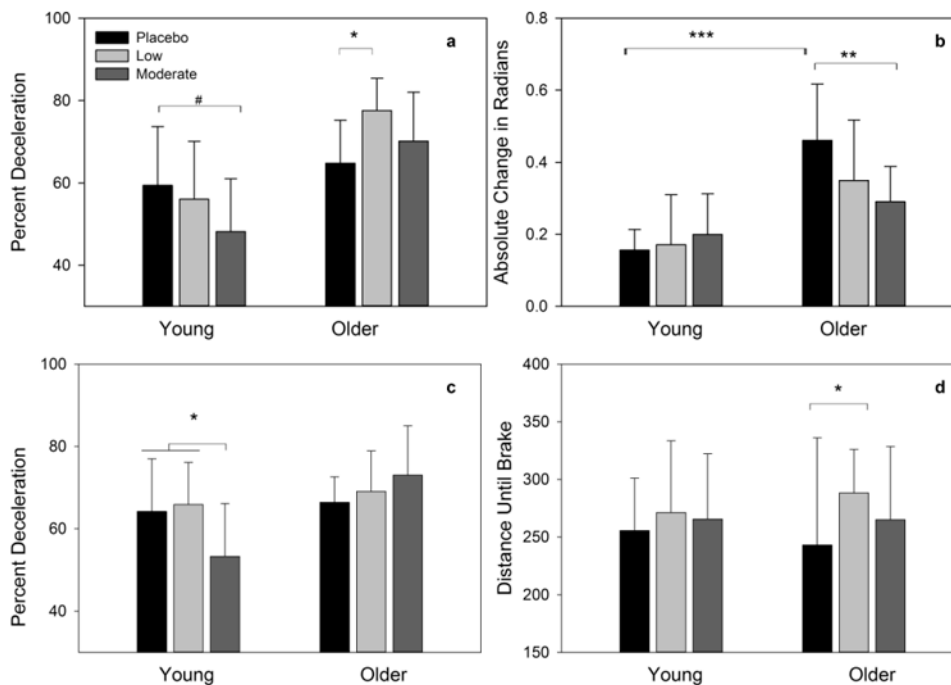 100
80
60
40
Percent Deceleration
Placebo
Low
Moderate
#
*
a
Young
Older
0.8
0.6
0.4
0.2
0.0
Absolute Change in Radians
***
**
b
Young
Older
100
80
60
40
Percent Deceleration
*
c
Young
Older
400
350
300
250
200
150
Distance Until Brake
*
d
Young
Older